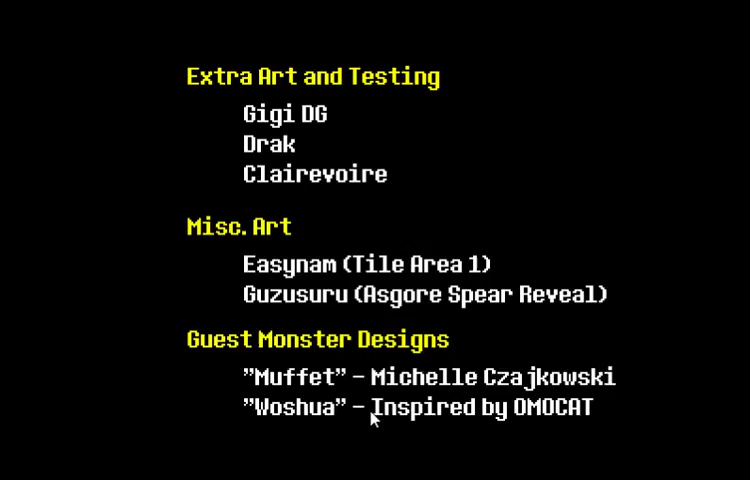 Extra Art and Testing
Gigi DG
Drak
Clairevoire
Misc. Art
Easynam (Tile Area 1)
Guzusuru (Asgore Spear Reveal)
Guest Monster Designs
"Muffet" - Michelle Czajkowski
"Woshua" - Inspired by OMOCAT